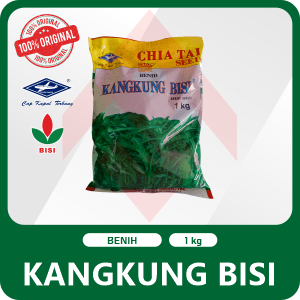 100% ORIGINAL
100% ORIGINAL
Cap Kapal Terbang
BISI
CHIA TAI
SEED
BENIH
KANGKUNG BISI
1 kg
BENIH
1 kg
KANGKUNG BISI